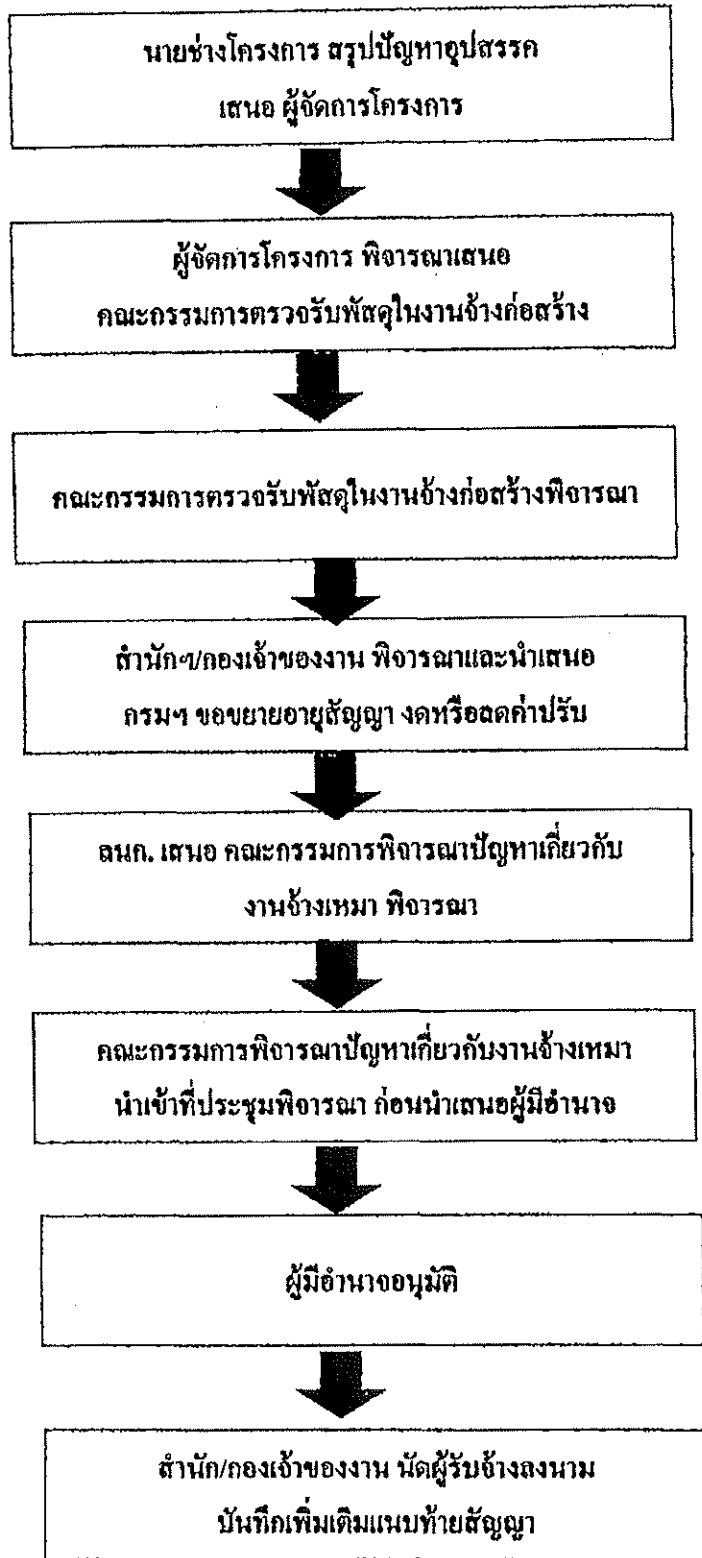 นายช่างโครงการ สรุปปัญหาอุปสรรค
เสนอ ผู้จัดการโครงการ
ผู้จัดการโครงการ พิจารณาเสนอ
คณะกรรมการตรวจรับพัสดุในงานจ้างก่อสร้าง
คณะกรรมการตรวจรับพัสดุในงานจ้างก่อสร้างพิจารณา
สำนักฯ/กองเจ้าของงาน พิจารณาและนำเสนอ
กรมฯ ขอขยายอายุสัญญา งดหรือลดค่าปรับ
ลนก. เสนอ คณะกรรมการพิจารณาปัญหาเกี่ยวกับ
งานจ้างเหมา พิจารณา
คณะกรรมการพิจารณาปัญหาเกี่ยวกับงานจ้างเหมา
นำเข้าที่ประชุมพิจารณา ก่อนนำเสนอผู้มีอำนาจ
ผู้มีอำนาจอนุมัติ
สำนัก/กองเจ้าของงาน นัดผู้รับจ้างลงนาม
บันทึกเพิ่มเติมแนบท้ายสัญญา